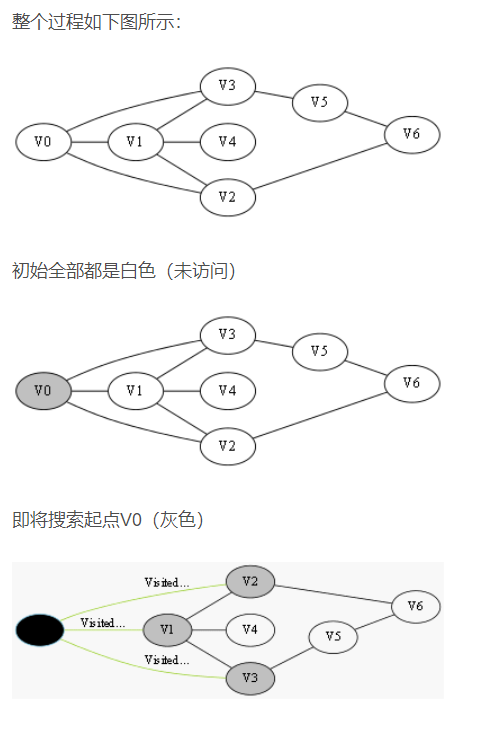 整个过程如下图所示：
V3
V5
V0 V1 V4 V6
V2
初始全部都是白色（未访问）
V3
V5
V0 V1 V4 V6
V2
即将搜索起点V0（灰色）
Visited... V2
V6
Visited... V1 V4 V5
Visited... V3